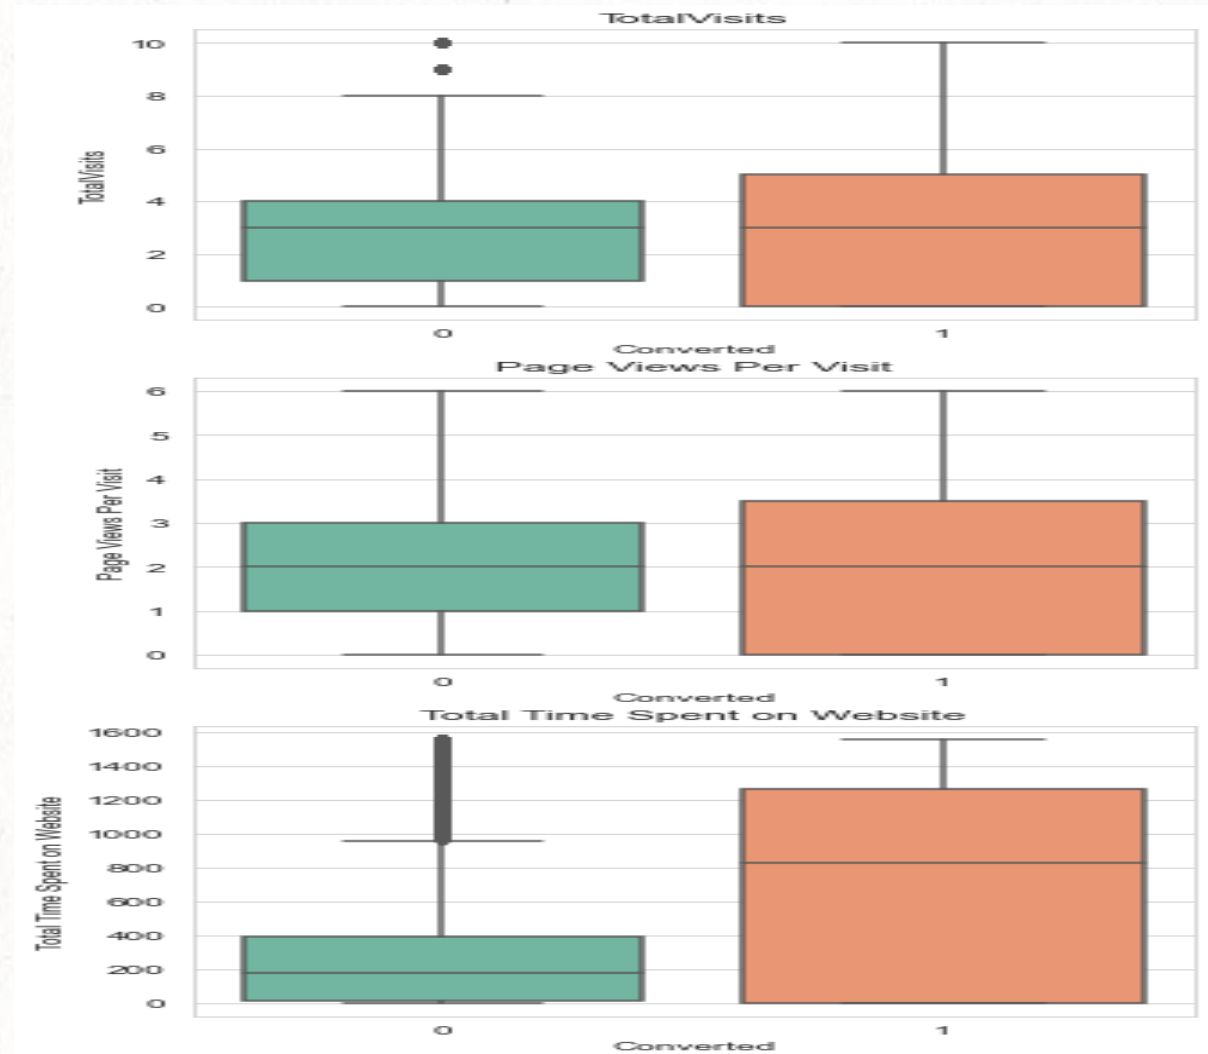 TotalVisits
10
8
6
4
2
0
TotalVisits
0 1
Converted
Page Views Per Visit
6
5
4
3
2
1
0
Page Views Per Visit
0 1
Converted
Total Time Spent on Website
1600
1400
1200
1000
800
600
400
200
0
Total Time Spent on Website
0 1
Converted